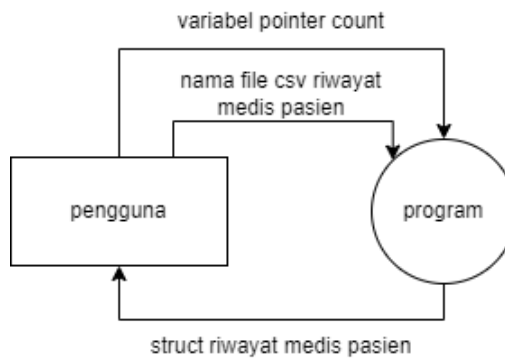 variabel pointer count
nama file csv riwayat
medis pasien
pengguna
program
struct riwayat medis pasien